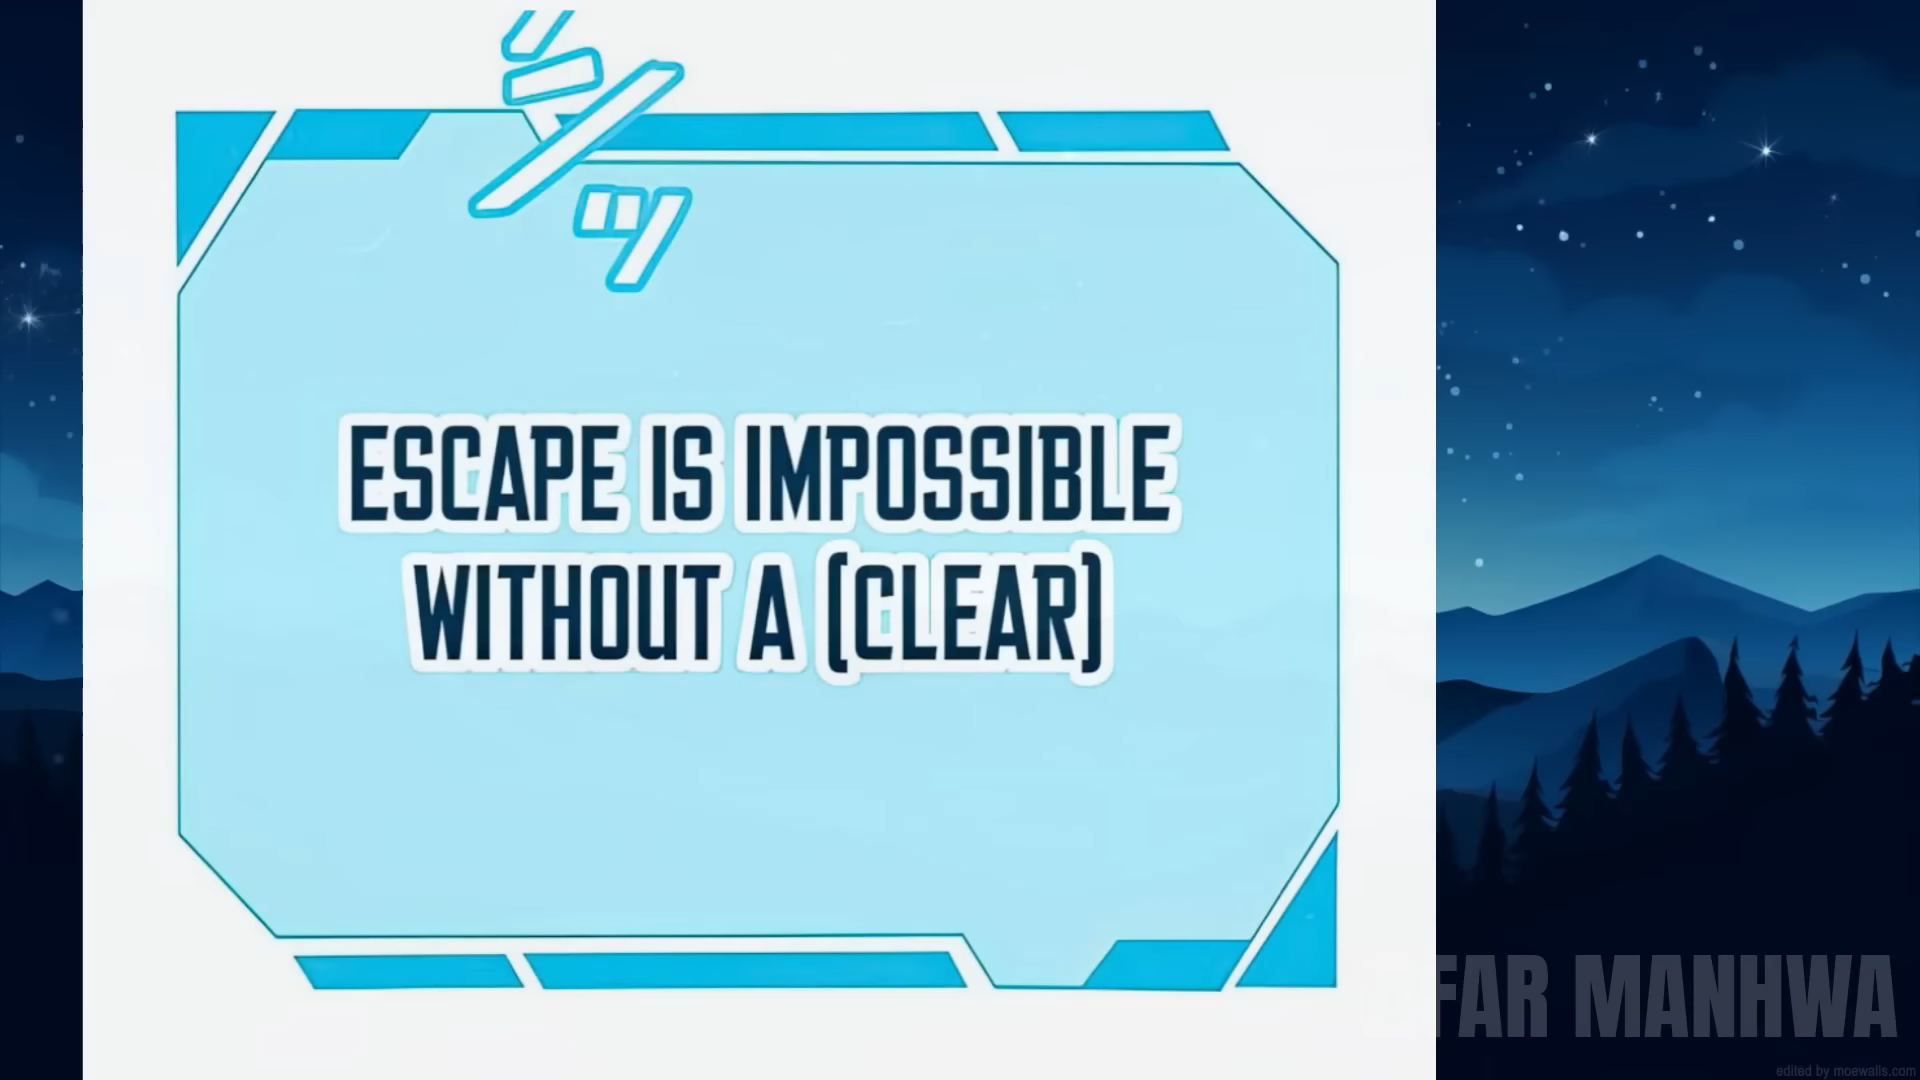 ESCAPE IS IMPOSSIBLE
WITHOUT A (CLEAR)
FAR MANHWA
edited by moewalls.com